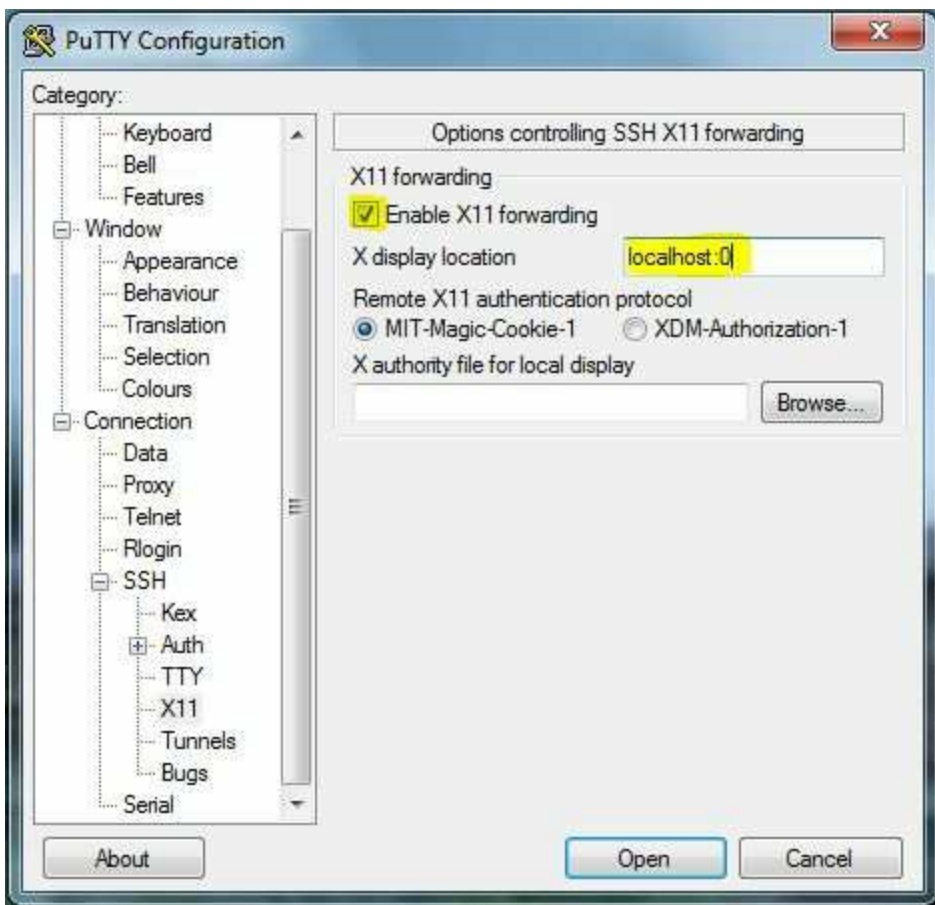 PuTTY Configuration
Category:
Keyboard
Bell
Features
Window
Appearance
Behaviour
Translation
Selection
Colours
Connection
Data
Proxy
Telnet
Rlogin
SSH
Kex
Auth
TTY
X11
Tunnels
Bugs
Serial
Options controlling SSH X11 forwarding
X11 forwarding
Enable X11 forwarding
X display location localhost:0
Remote X11 authentication protocol
MIT-Magic-Cookie-1 XDM-Authorization-1
X authority file for local display
Browse...
About Open Cancel